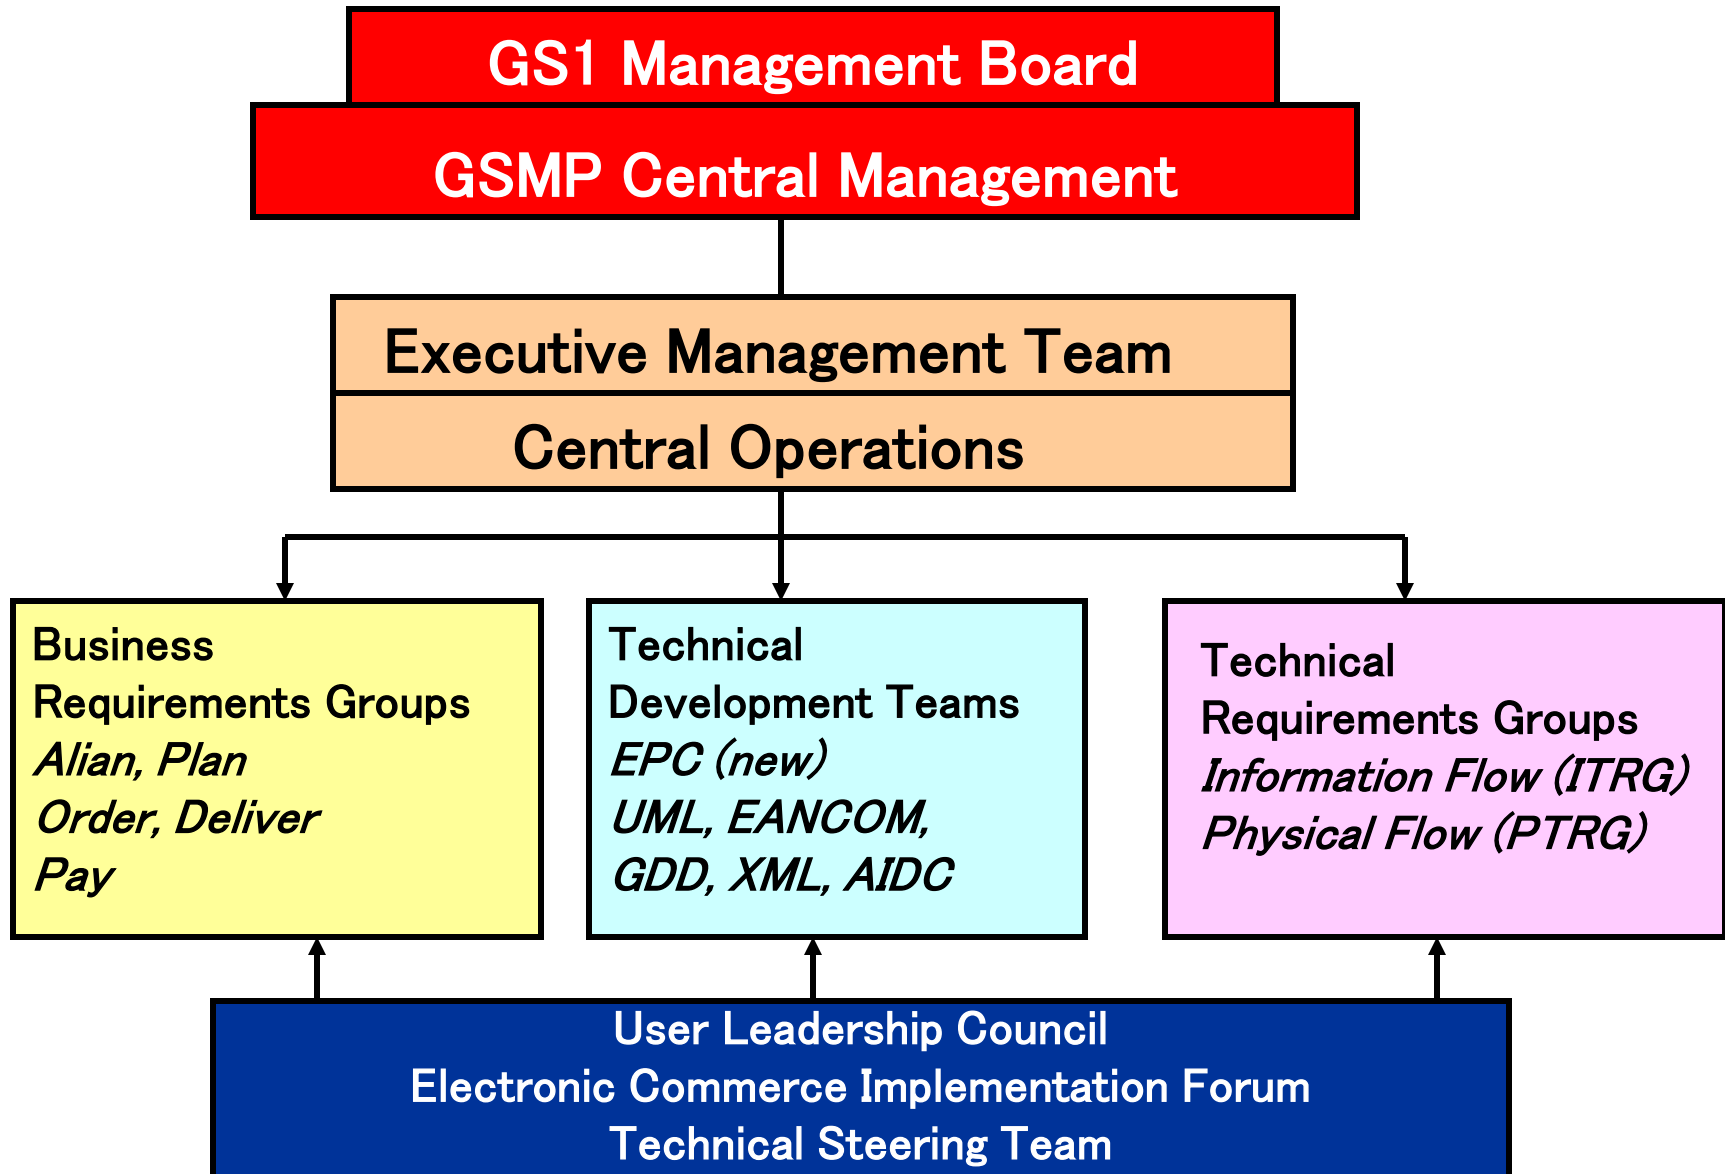 GS1 Management Board
GSMP Central Management
Executive Management Team
Central Operations
Business
Requirements Groups
Alian, Plan
Order, Deliver
Pay
Technical
Development Teams
EPC (new)
UML, EANCOM,
GDD, XML, AIDC
Technical
Requirements Groups
Information Flow (ITRG)
Physical Flow (PTRG)
User Leadership Council
Electronic Commerce Implementation Forum
Technical Steering Team